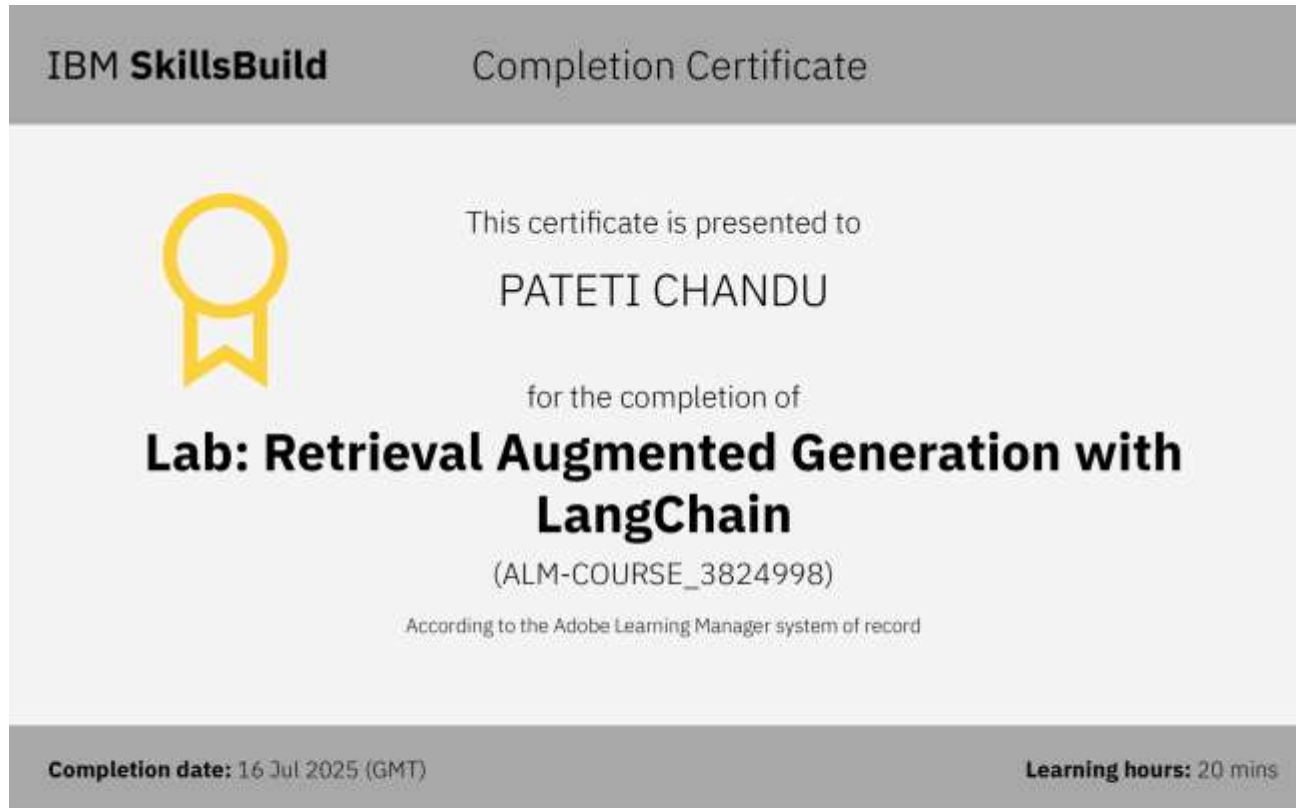 IBM SkillsBuild
Completion Certificate
This certificate is presented to
PATETI CHANDU
for the completion of
Lab: Retrieval Augmented Generation with
LangChain
(ALM-COURSE_3824998)
According to the Adobe Learning Manager system of record
Completion date: 16 Jul 2025 (GMT)
Learning hours: 20 mins